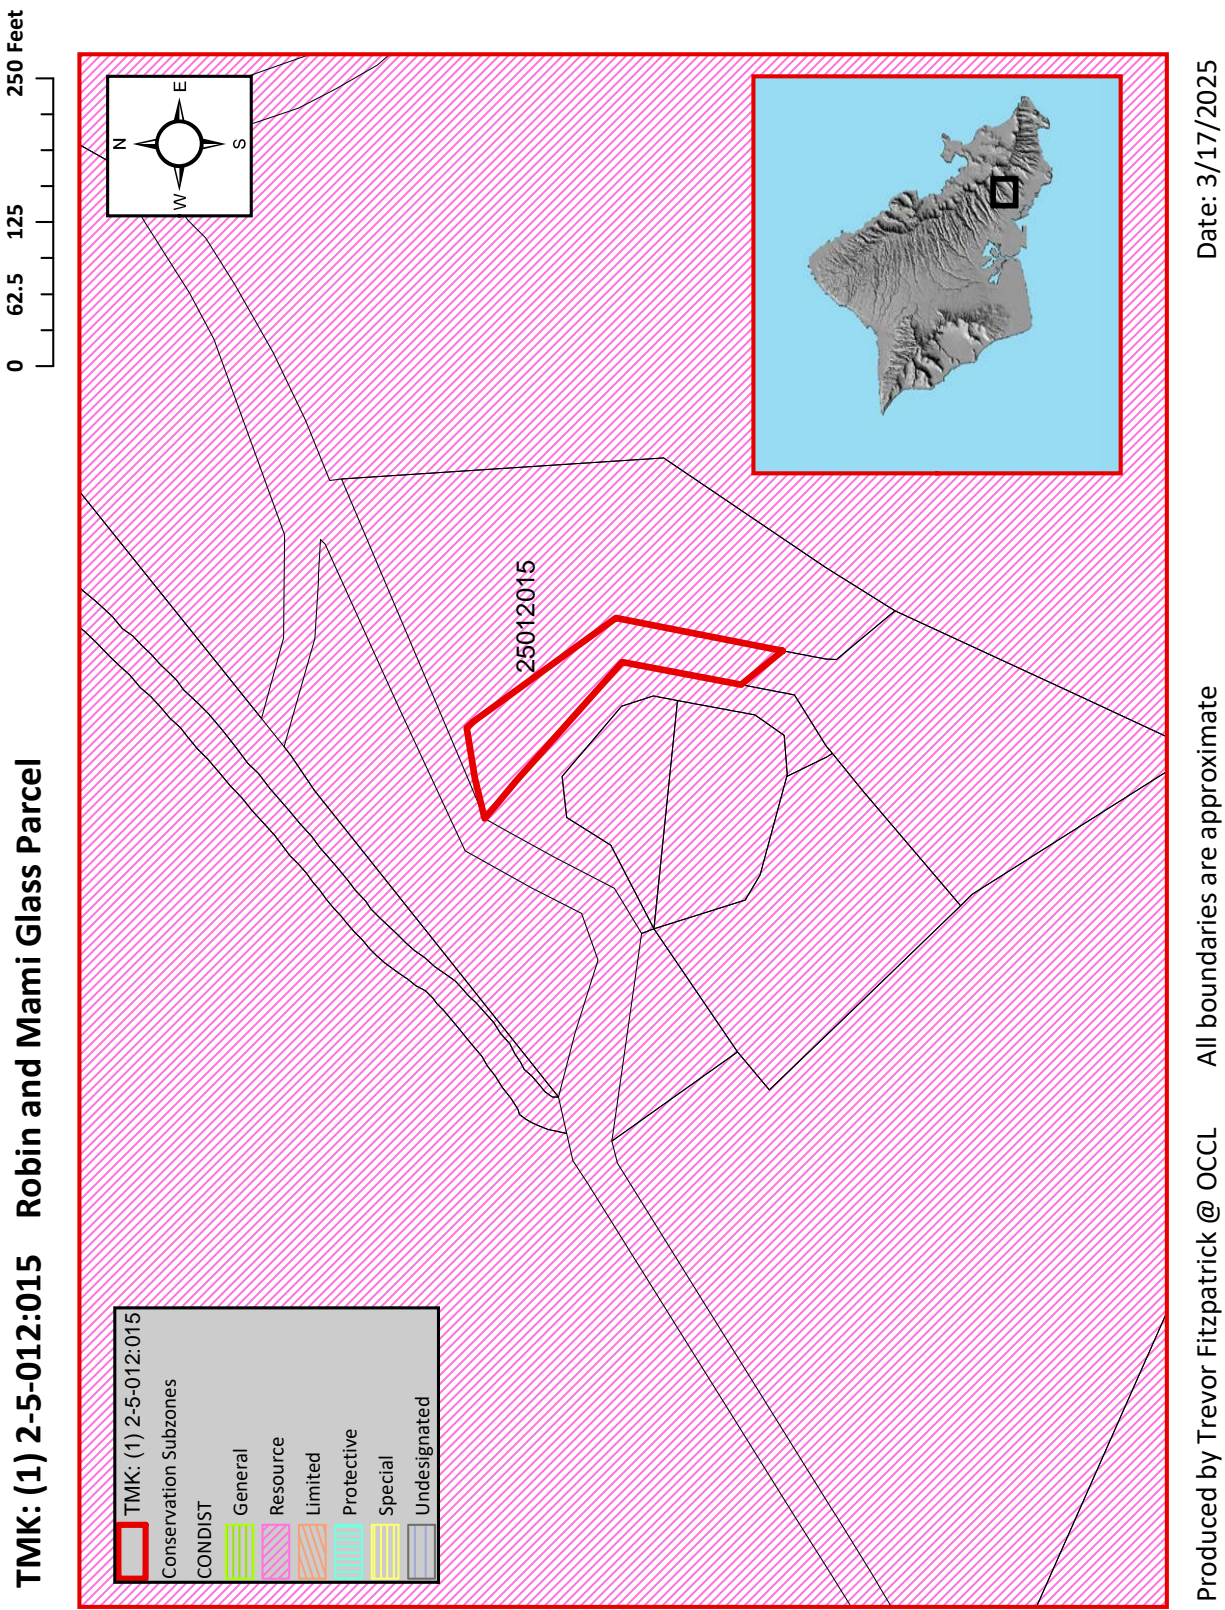 TMK: (1) 2-5-012:015 Robin and Mami Glass Parcel
0 62.5 125 250 Feet
TMK: (1) 2-5-012:015
Conservation Subzones
CONDIST
General
Resource
Limited
Protective
Special
Undesignated
N
W E
S
25012015
Produced by Trevor Fitzpatrick @ OCCL All boundaries are approximate Date: 3/17/2025